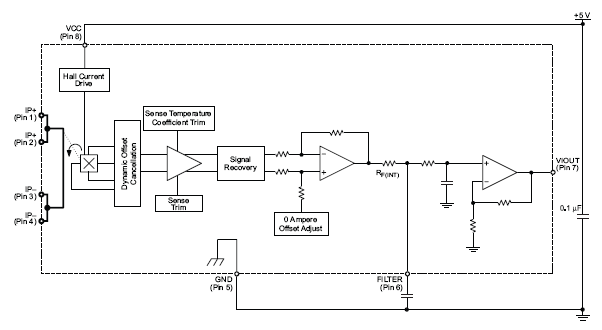 +5 V
VCC
(Pin 8)
Hall Current
Drive
IP+
(Pin 1)
IP+
(Pin 2)
IP−
(Pin 3)
IP−
(Pin 4)
Dynamic Offset
Cancellation
Sense Temperature
Coefficient Trim
Sense
Trim
Signal
Recovery
0 Ampere
Offset Adjust
−
+
RF(INT)
+
−
VIOUT
(Pin 7)
0.1 µF
GND
(Pin 5)
FILTER
(Pin 6)